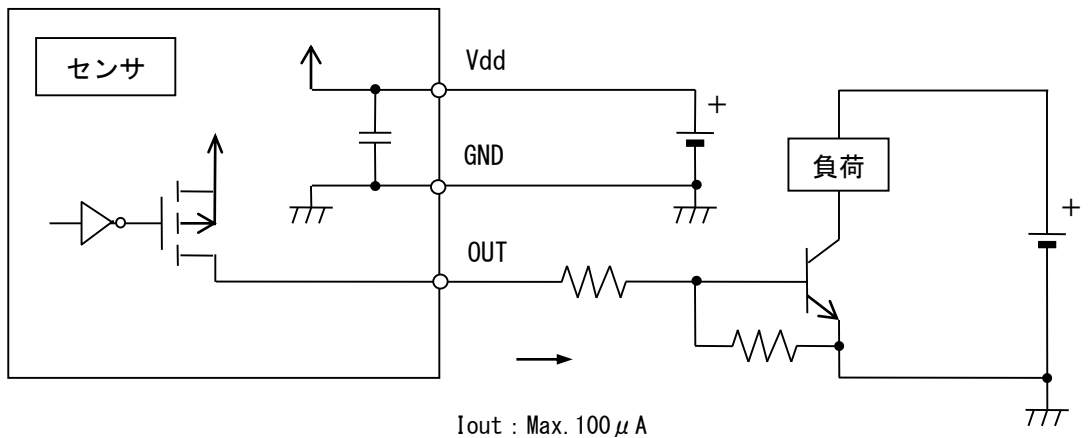 センサ
Vdd
+
GND
負荷
+
OUT
Iout : Max. 100μA